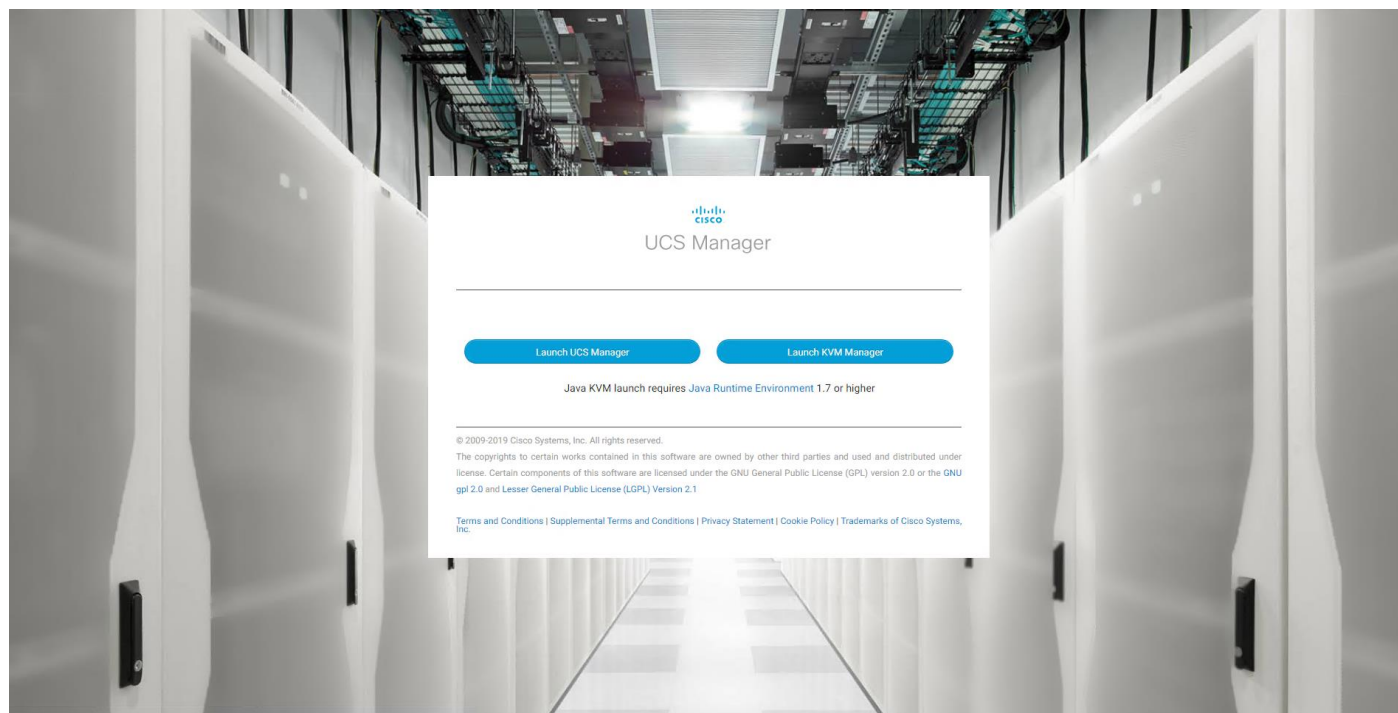 CISCO
UCS Manager
Launch UCS Manager
Launch KVM Manager
Java KVM launch requires Java Runtime Environment 1.7 or higher
© 2009-2019 Cisco Systems, Inc. All rights reserved.
The copyrights to certain works contained in this software are owned by other third parties and used and distributed under
license. Certain components of this software are licensed under the GNU General Public License (GPL) version 2.0 or the GNU
gpl 2.0 and Lesser General Public License (LGPL) Version 2.1
Terms and Conditions | Supplemental Terms and Conditions | Privacy Statement | Cookie Policy | Trademarks of Cisco Systems,
Inc.